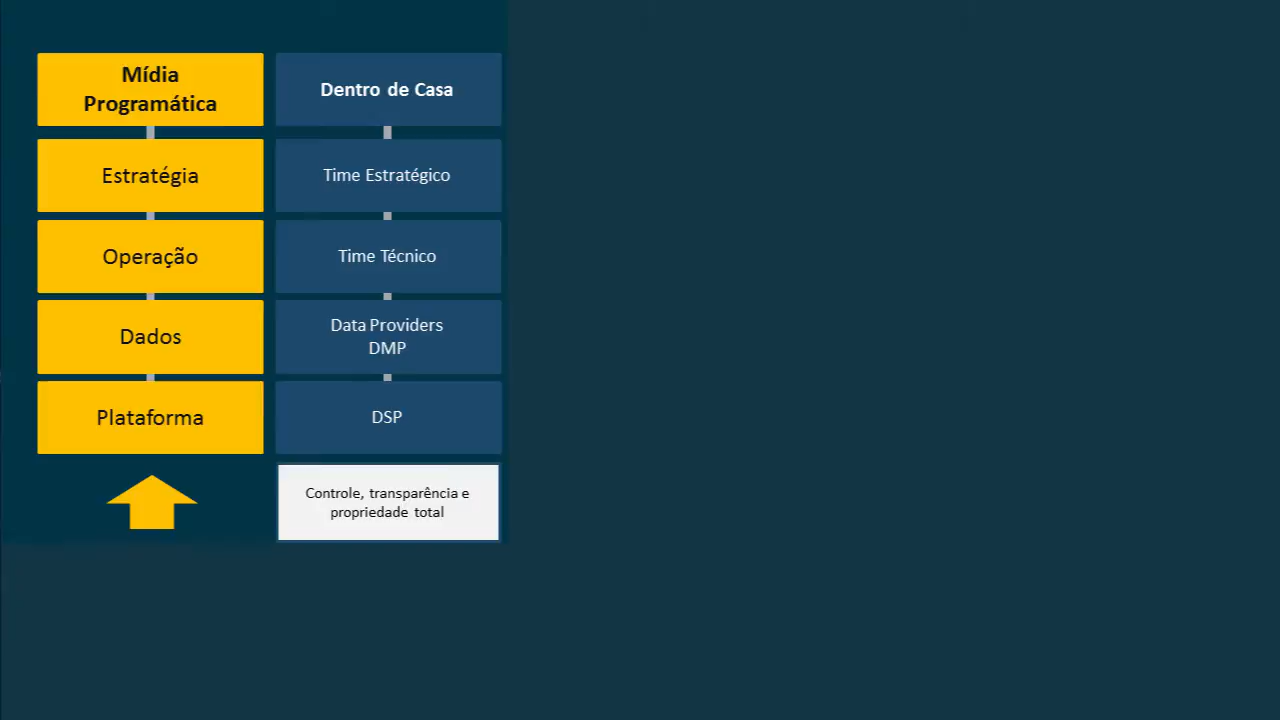 Mídia
Programática
Dentro de Casa
Estratégia
Time Estratégico
Operação
Time Técnico
Dados
Data Providers
DMP
Plataforma
DSP
Controle, transparência e
propriedade total